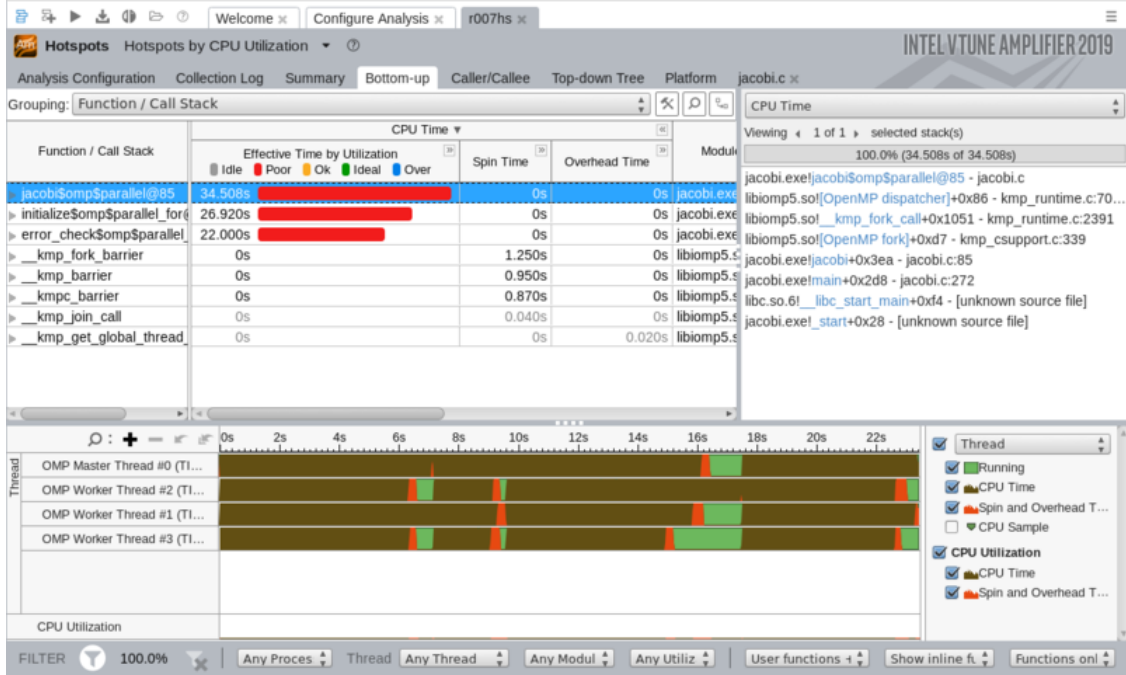 Welcome Configure Analysis r007hs
Hotspots Hotspots by CPU Utilization INTEL VTUNE AMPLIFIER 2019
Analysis Configuration Collection Log Summary Bottom-up Caller/Callee Top-down Tree Platform jacobi.c
Grouping: Function / Call Stack
Function / Call Stack
CPU Time
Effective Time by Utilization
Idle Poor Ok Ideal Over
Spin Time
Overhead Time
Module
jacobi$omp$parallel@85 34.508s 0s 0s jacobi.exe
initialize$omp$parallel_for@ 26.920s 0s 0s jacobi.exe
error_check$omp$parallel_ 22.000s 0s 0s jacobi.exe
__kmp_fork_barrier 0s 1.250s 0s libiomp5.s
__kmp_barrier 0s 0.950s 0s libiomp5.s
__kmpc_barrier 0s 0.870s 0s libiomp5.s
__kmp_join_call 0s 0.040s 0s libiomp5.s
__kmp_get_global_thread_ 0s 0s 0.020s libiomp5.s
CPU Time
Viewing 1 of 1 selected stack(s)
100.0% (34.508s of 34.508s)
jacobi.exe!jacobi$omp$parallel@85 - jacobi.c
libiomp5.so![OpenMP dispatcher]+0x86 - kmp_runtime.c:70...
libiomp5.so!__kmp_fork_call+0x1051 - kmp_runtime.c:2391
libiomp5.so![OpenMP fork]+0xd7 - kmp_csupport.c:339
jacobi.exe!jacobi+0x3ea - jacobi.c:85
jacobi.exe!main+0x2d8 - jacobi.c:272
libc.so.6!__libc_start_main+0xf4 - [unknown source file]
jacobi.exe!_start+0x28 - [unknown source file]
0s 2s 4s 6s 8s 10s 12s 14s 16s 18s 20s 22s
Thread
OMP Master Thread #0 (TI...
OMP Worker Thread #2 (TI...
OMP Worker Thread #1 (TI...
OMP Worker Thread #3 (TI...
CPU Utilization
Thread
Running
CPU Time
Spin and Overhead T...
CPU Sample
CPU Utilization
CPU Time
Spin and Overhead T...
FILTER 100.0% Any Proces Thread Any Thread Any Modul Any Utiliz User functions + Show inline fu Functions onl